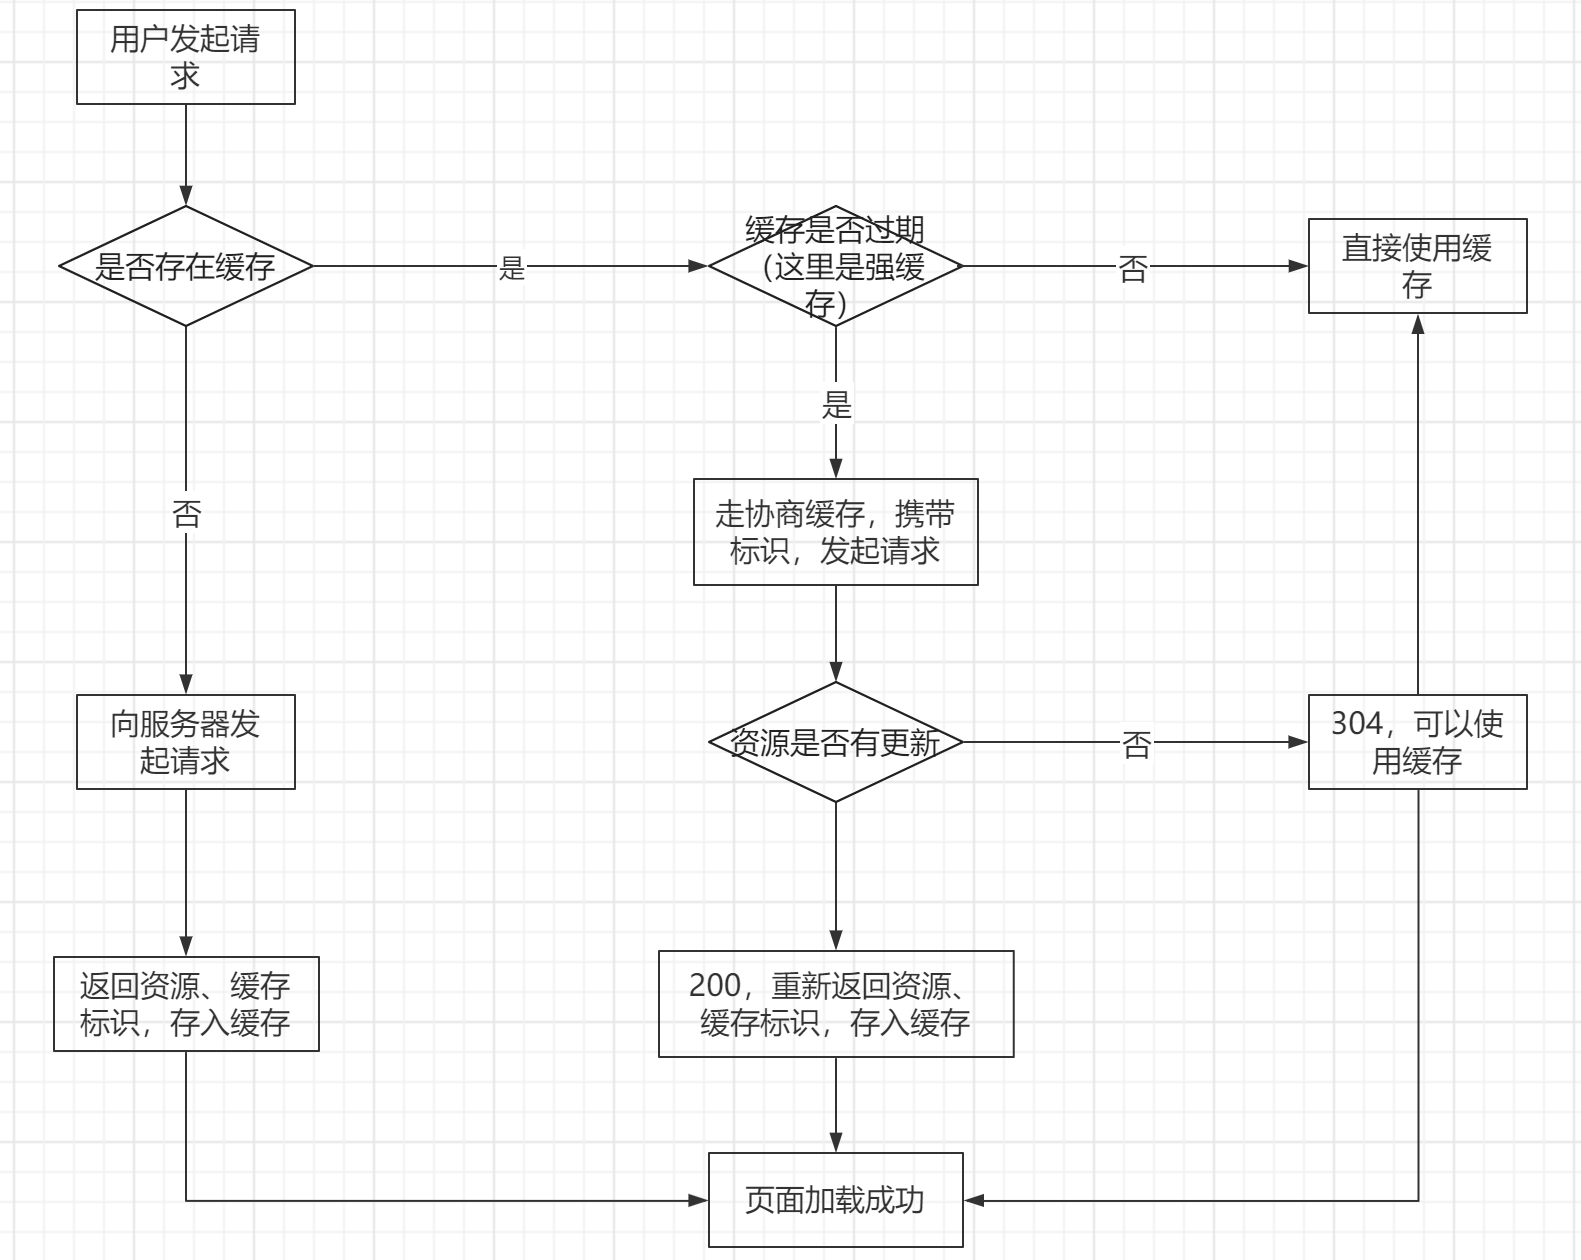 用户发起请
求
是否存在缓存
是
缓存是否过期
（这里是强缓
存）
否
直接使用缓
存
是
否
走协商缓存，携带
标识，发起请求
向服务器发
起请求
资源是否有更新
否
304，可以使
用缓存
返回资源、缓存
标识，存入缓存
200，重新返回资源、
缓存标识，存入缓存
页面加载成功